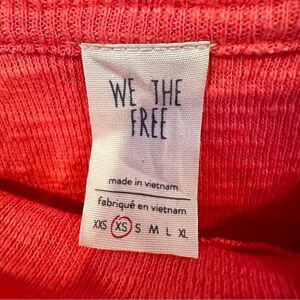 WE THE
FREE
made in vietnam
fabriqué en vietnam
XXS XS S M L XL